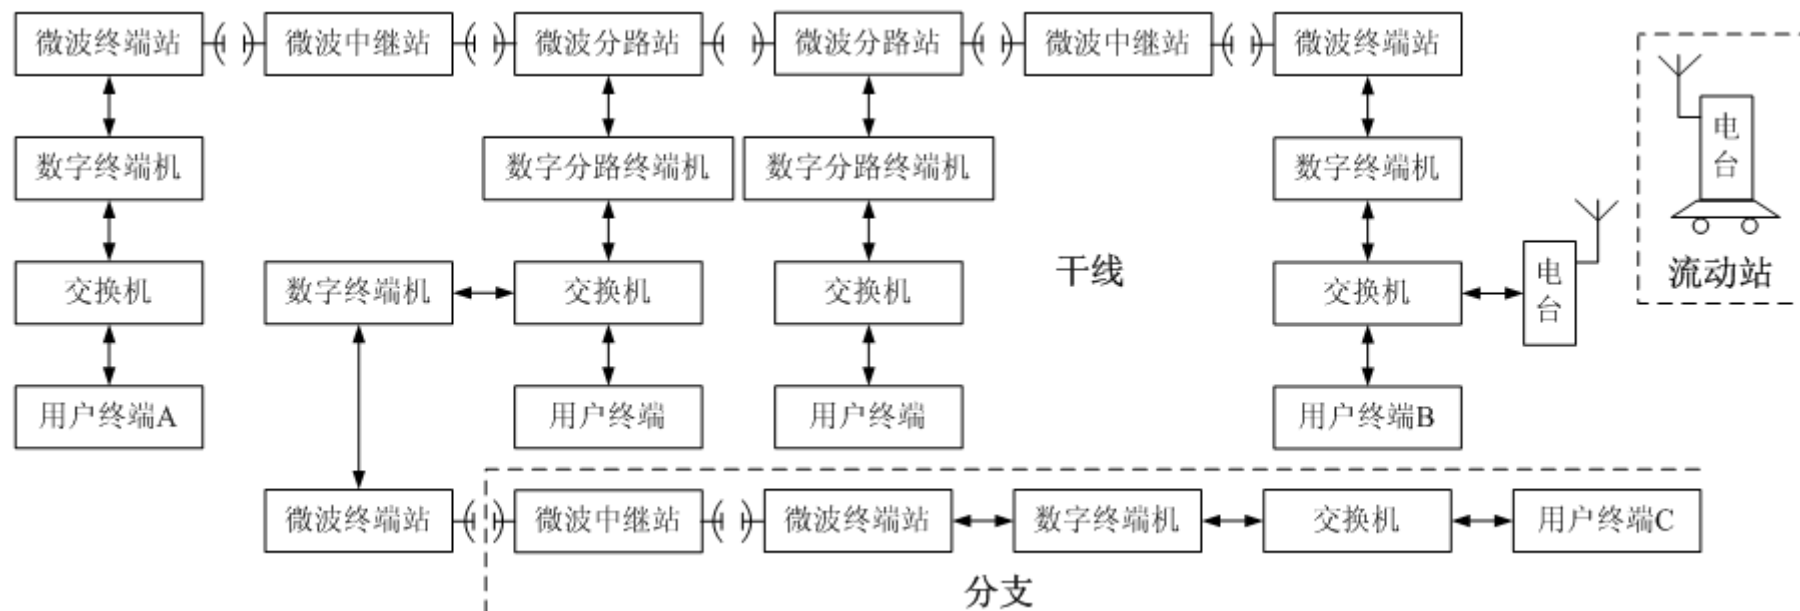 微波终端站
微波中继站
微波分路站
微波分路站
微波中继站
微波终端站
数字终端机
数字分路终端机
数字分路终端机
数字终端机
电台
交换机
数字终端机
交换机
交换机
干线
交换机
电台
流动站
用户终端A
用户终端
用户终端
用户终端B
微波终端站
微波中继站
微波终端站
数字终端机
交换机
用户终端C
分支